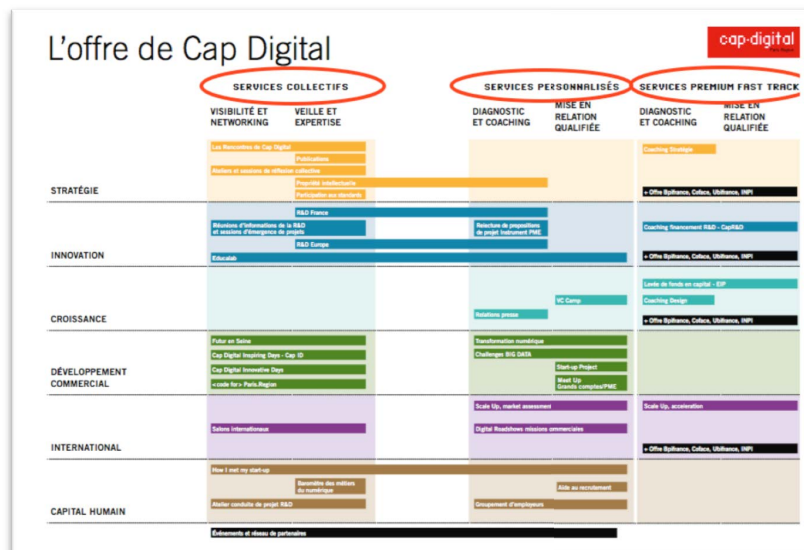 L'offre de Cap Digital
cap·digital
SERVICES COLLECTIFS
SERVICES PERSONNALISÉS
SERVICES PREMIUM FAST TRACK
VISIBILITÉ ET
NETWORKING
VEILLE ET
EXPERTISE
DIAGNOSTIC
ET COACHING
MISE EN
RELATION
QUALIFIÉE
DIAGNOSTIC
ET COACHING
MISE EN
RELATION
QUALIFIÉE
STRATÉGIE
Les Rencontres de Cap Digital
Publications
Ateliers et sessions de réflexion collective
Propriété intellectuelle
Participation aux standards
Coaching Stratégie
+ Offre Bpifrance, Coface, Ubifrance, INPI
INNOVATION
R&D France
Réunions d'informations de la R&D
et sessions d'émergence de projets
R&D Europe
Educalab
Relecture de propositions
de projet Instrument PME
Coaching financement R&D - CapR&D
+ Offre Bpifrance, Coface, Ubifrance, INPI
CROISSANCE
VC Camp
Relations presse
Levée de fonds en capital - EIP
Coaching Design
+ Offre Bpifrance, Coface, Ubifrance, INPI
DÉVELOPPEMENT
COMMERCIAL
Futur en Seine
Cap Digital Inspiring Days - Cap ID
Cap Digital Innovative Days
<code for> Paris.Region
Transformation numérique
Challenges BIG DATA
Start-up Project
Meet Up
Grands comptes/PME
INTERNATIONAL
Salons internationaux
Scale Up, market assessment
Digital Roadshows missions commerciales
Scale Up, acceleration
+ Offre Bpifrance, Coface, Ubifrance, INPI
CAPITAL HUMAIN
How I met my start-up
Baromètre des métiers
du numérique
Atelier conduite de projet R&D
Aide au recrutement
Groupement d'employeurs
Événements et réseau de partenaires